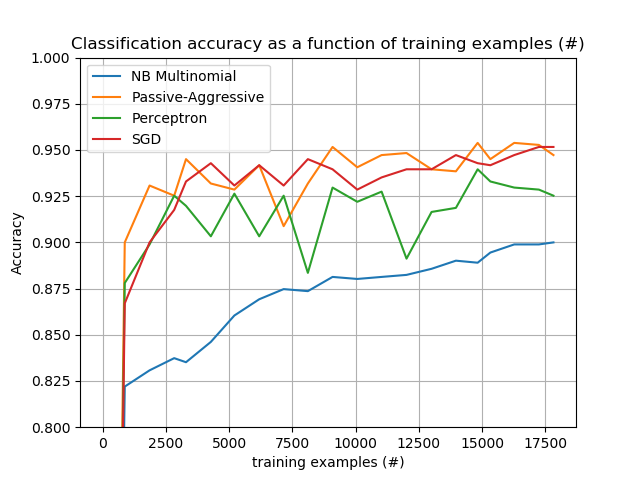 Classification accuracy as a function of training examples (#)
1.000
0.975
0.950
0.925
0.900
0.875
0.850
0.825
0.800
Accuracy
NB Multinomial
Passive-Aggressive
Perceptron
SGD
0 2500 5000 7500 10000 12500 15000 17500
training examples (#)